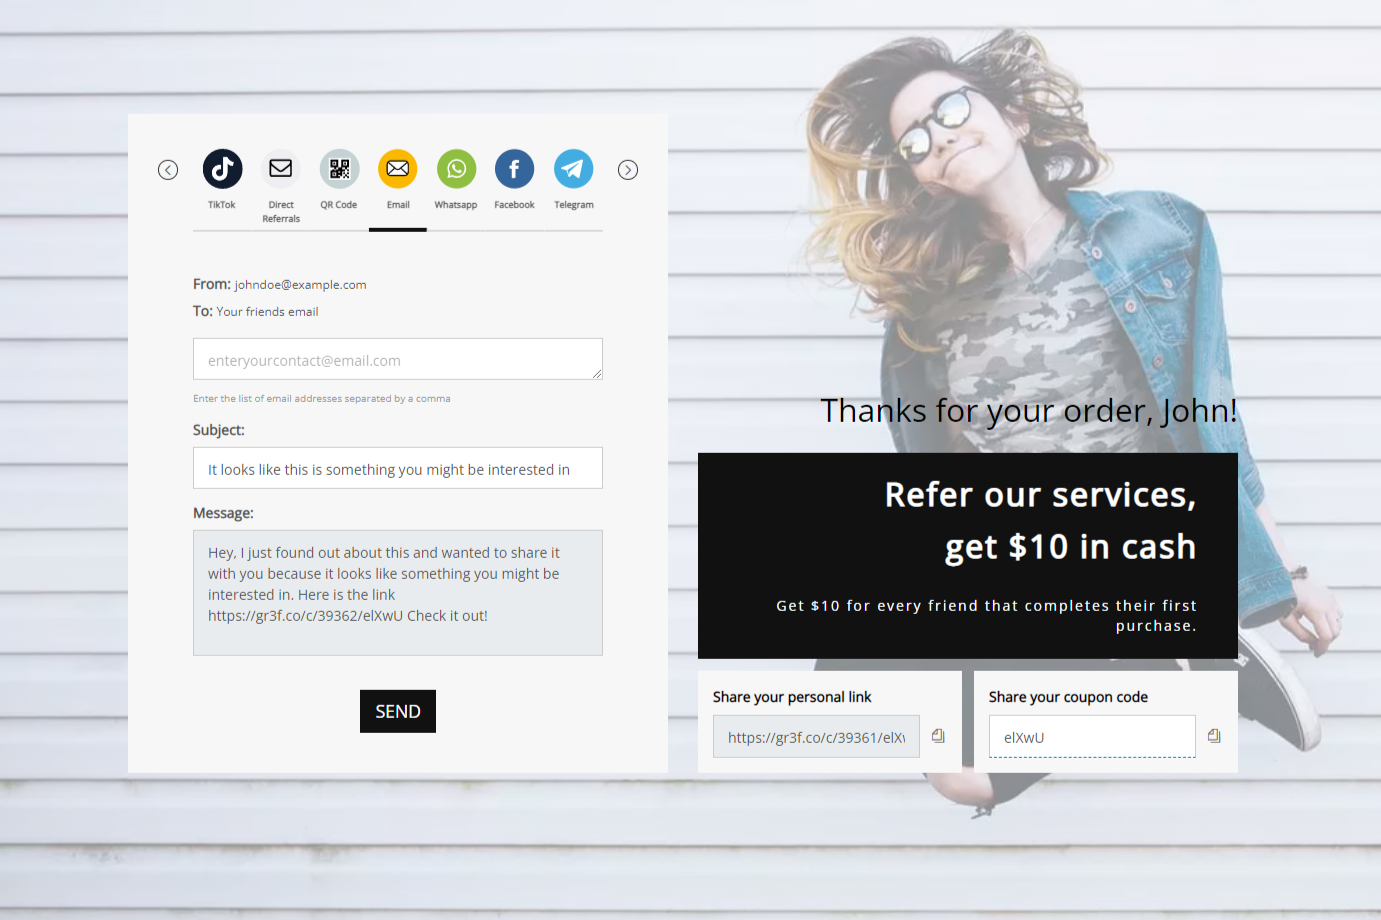 TikTok
Direct
Referrals
QR Code
Email
Whatsapp
Facebook
Telegram
From: johndoe@example.com
To: Your friends email
enteryourcontact@email.com
Enter the list of email addresses separated by a comma
Subject:
It looks like this is something you might be interested in
Message:
Hey, I just found out about this and wanted to share it
with you because it looks like something you might be
interested in. Here is the link
https://gr3f.co/c/39362/elXwU Check it out!
SEND
Thanks for your order, John!
Refer our services,
get $10 in cash
Get $10 for every friend that completes their first
purchase.
Share your personal link
https://gr3f.co/c/39361/elXw
Share your coupon code
elXwU